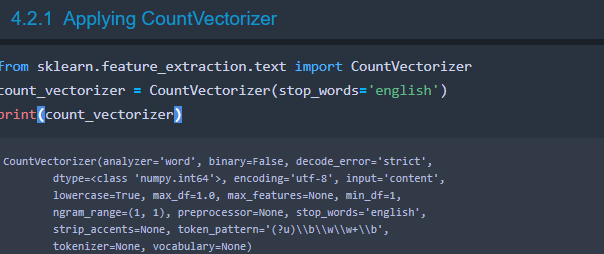 4.2.1 Applying CountVectorizer
from sklearn.feature_extraction.text import CountVectorizer
count_vectorizer = CountVectorizer(stop_words='english')
print(count_vectorizer)
CountVectorizer(analyzer='word', binary=False, decode_error='strict',
dtype=<class 'numpy.int64'>, encoding='utf-8', input='content',
lowercase=True, max_df=1.0, max_features=None, min_df=1,
ngram_range=(1, 1), preprocessor=None, stop_words='english',
strip_accents=None, token_pattern='(?u)\\b\\w\\w+\\b',
tokenizer=None, vocabulary=None)